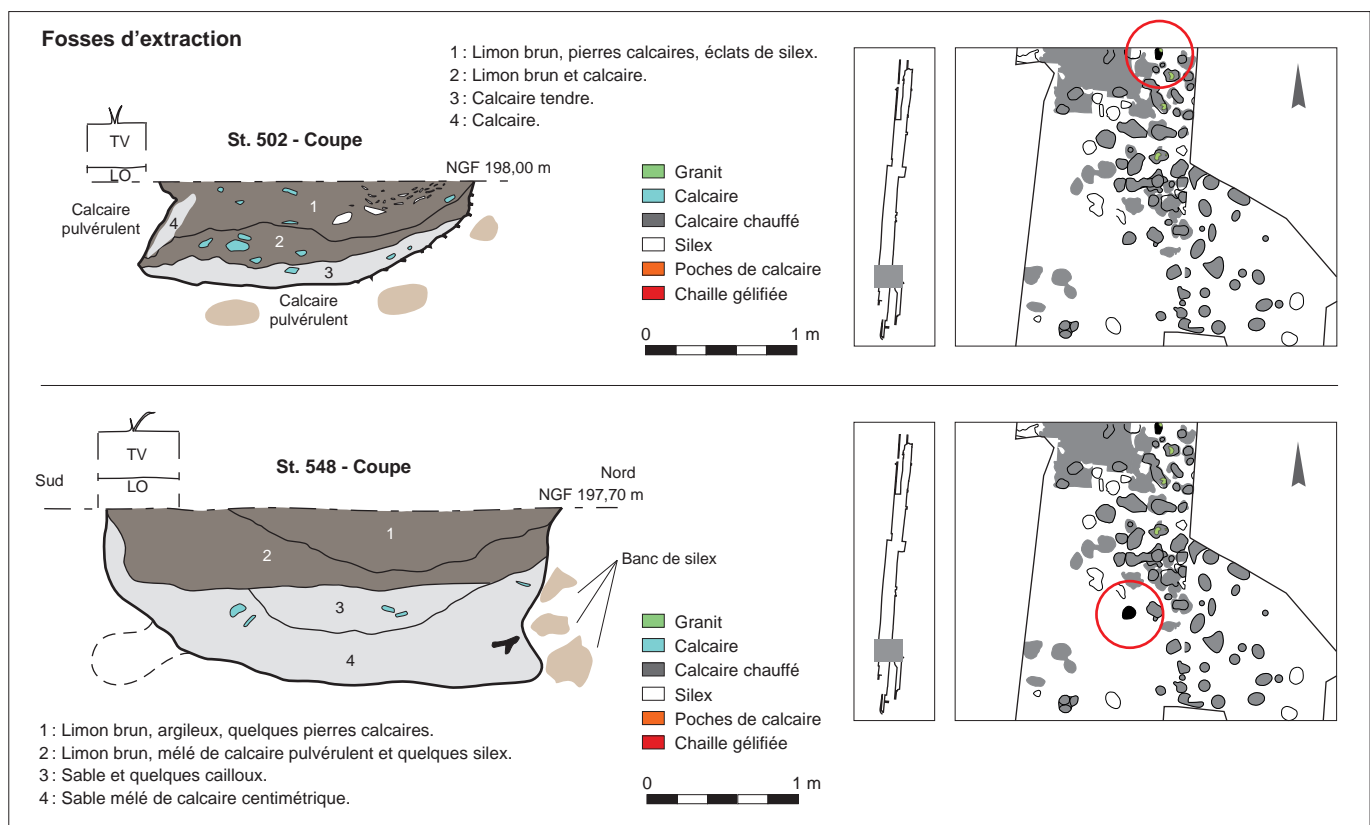 Fosses d'extraction
1 : Limon brun, pierres calcaires, éclats de silex.
2 : Limon brun et calcaire.
3 : Calcaire tendre.
4 : Calcaire.
TV
LO
St. 502 - Coupe
NGF 198,00 m
Calcaire
pulvérulent
4
1
2
3
Calcaire
pulvérulent
Granit
Calcaire
Calcaire chauffé
Silex
Poches de calcaire
Chaille gélifiée
0 1 m
TV
LO
Sud
St. 548 - Coupe
Nord
NGF 197,70 m
1
2
3
4
Banc de silex
Granit
Calcaire
Calcaire chauffé
Silex
Poches de calcaire
Chaille gélifiée
0 1 m
1 : Limon brun, argileux, quelques pierres calcaires.
2 : Limon brun, mélé de calcaire pulvérulent et quelques silex.
3 : Sable et quelques cailloux.
4 : Sable mélé de calcaire centimétrique.